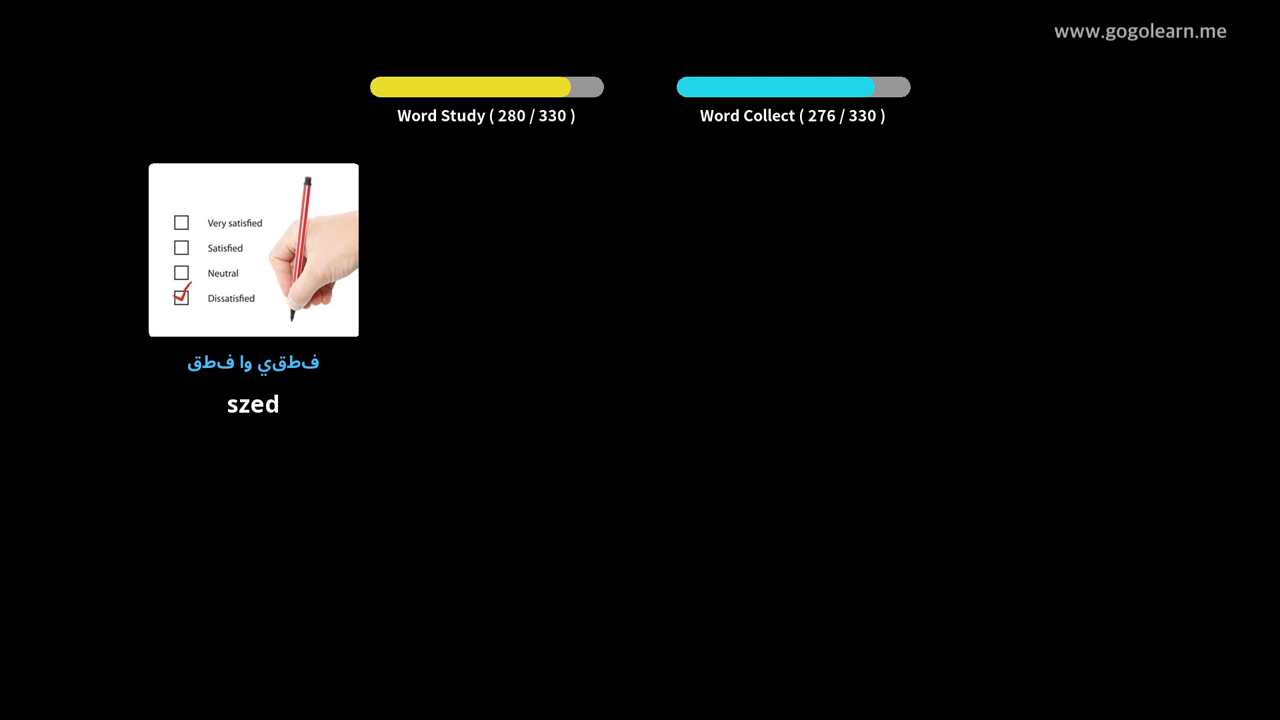 www.gogolearn.me
Word Study ( 280 / 330 )
Word Collect ( 276 / 330 )
Very satisfied
Satisfied
Neutral
Dissatisfied
فطقي وا فطق
szed